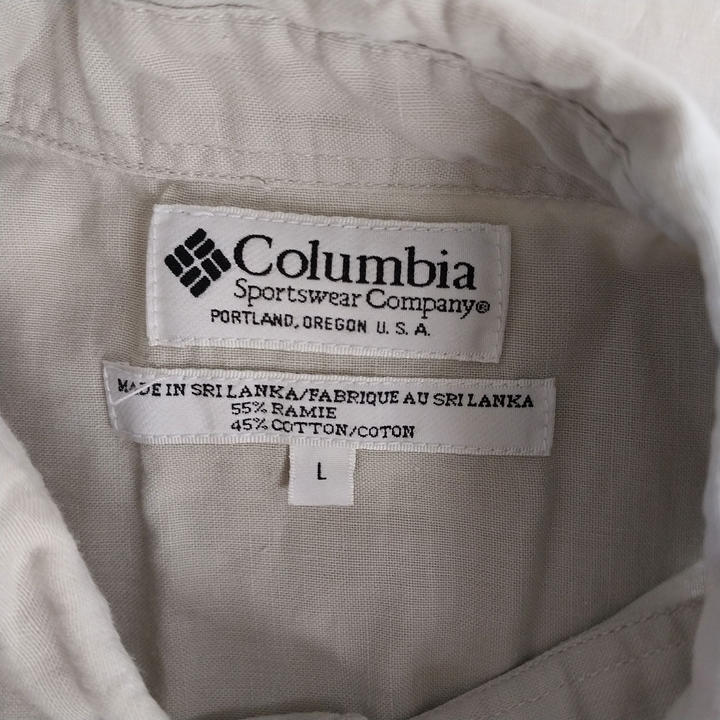 Columbia
Sportswear Company®
PORTLAND, OREGON U.S.A.
MADE IN SRI LANKA/FABRIQUE AU SRI LANKA
55% RAMIE
45% COTTON/COTON
L